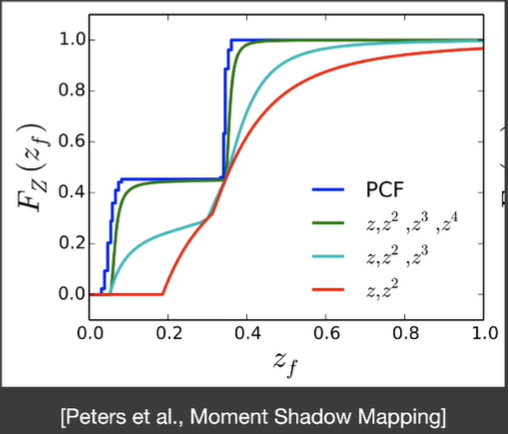 F_Z(z_f)
1.0
0.8
0.6
0.4
0.2
0.0
PCF
z,z² ,z³ ,z⁴
z,z² ,z³
z,z²
0.0 0.2 0.4 0.6 0.8 1.0
z_f
[Peters et al., Moment Shadow Mapping]